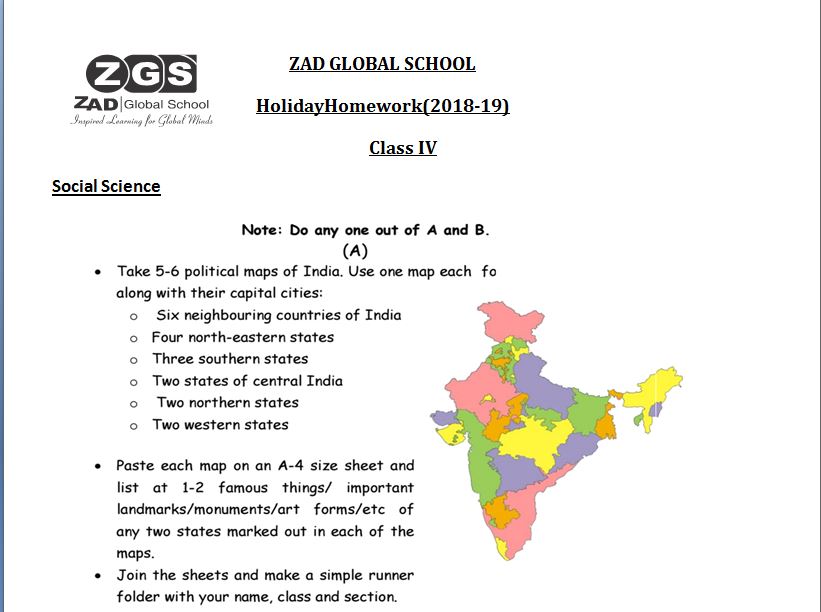 ZGS
ZAD Global School
Inspired Learning for Global Minds
ZAD GLOBAL SCHOOL
HolidayHomework(2018-19)
Class IV
Social Science
Note: Do any one out of A and B.
(A)
• Take 5-6 political maps of India. Use one map each fo
along with their capital cities:
o Six neighbouring countries of India
o Four north-eastern states
o Three southern states
o Two states of central India
o Two northern states
o Two western states
• Paste each map on an A-4 size sheet and
list at 1-2 famous things/ important
landmarks/monuments/art forms/etc of
any two states marked out in each of the
maps.
• Join the sheets and make a simple runner
folder with your name, class and section.